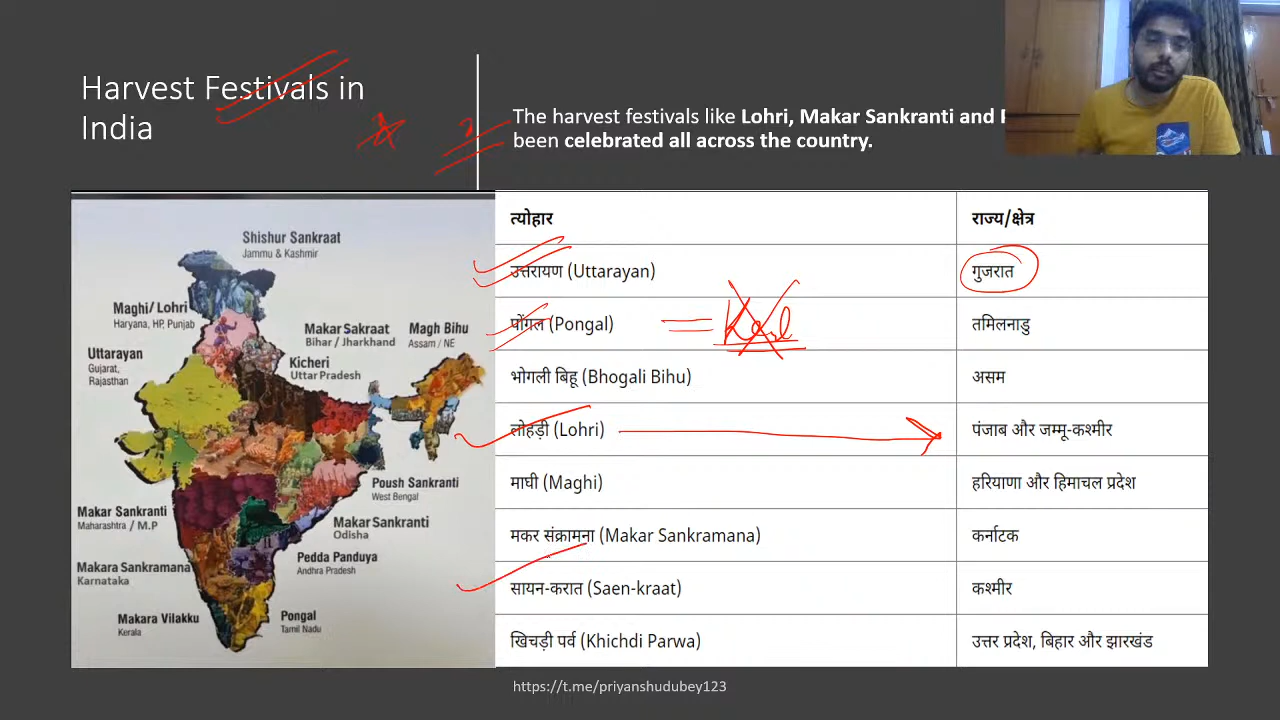 Harvest Festivals in
India
The harvest festivals like Lohri, Makar Sankranti and
been celebrated all across the country.
Shishur Sankraat
Jammu & Kashmir
Maghi/ Lohri
Haryana, HP, Punjab
Makar Sakraat
Bihar / Jharkhand
Magh Bihu
Assam / NE
Uttarayan
Gujarat,
Rajasthan
Kicheri
Uttar Pradesh
Poush Sankranti
West Bengal
Makar Sankranti
Maharashtra / M.P
Makar Sankranti
Odisha
Pedda Panduya
Andhra Pradesh
Makara Sankramana
Karnataka
Makara Vilakku
Kerala
Pongal
Tamil Nadu
त्योहार राज्य/क्षेत्र
उत्तरायण (Uttarayan) गुजरात
पोंगल (Pongal) = तमिलनाडु
भोगली बिहू (Bhogali Bihu) असम
लोहड़ी (Lohri) पंजाब और जम्मू-कश्मीर
माघी (Maghi) हरियाणा और हिमाचल प्रदेश
मकर संक्रामना (Makar Sankramana) कर्नाटक
सायन-करात (Saen-kraat) कश्मीर
खिचड़ी पर्व (Khichdi Parwa) उत्तर प्रदेश, बिहार और झारखंड
https://t.me/priyanshudubey123